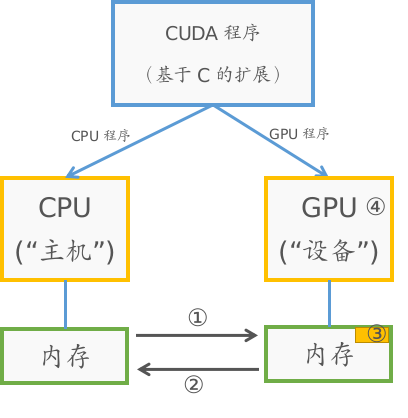 CUDA 程序
（基于 C 的扩展）
CPU 程序
GPU 程序
CPU
(“主机”)
GPU ④
(“设备”)
①
③
内存
内存
②